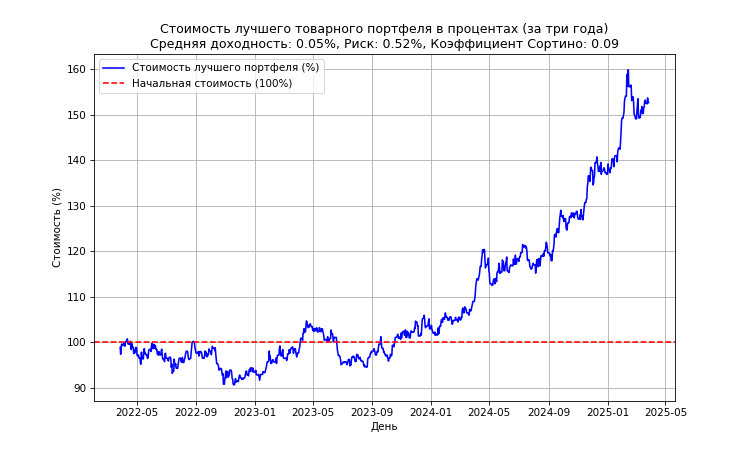 Стоимость лучшего товарного портфеля в процентах (за три года)
Средняя доходность: 0.05%, Риск: 0.52%, Коэффициент Сортино: 0.09
Стоимость лучшего портфеля (%)
Начальная стоимость (100%)
Стоимость (%)
160
150
140
130
120
110
100
90
2022-05 2022-09 2023-01 2023-05 2023-09 2024-01 2024-05 2024-09 2025-01 2025-05
День